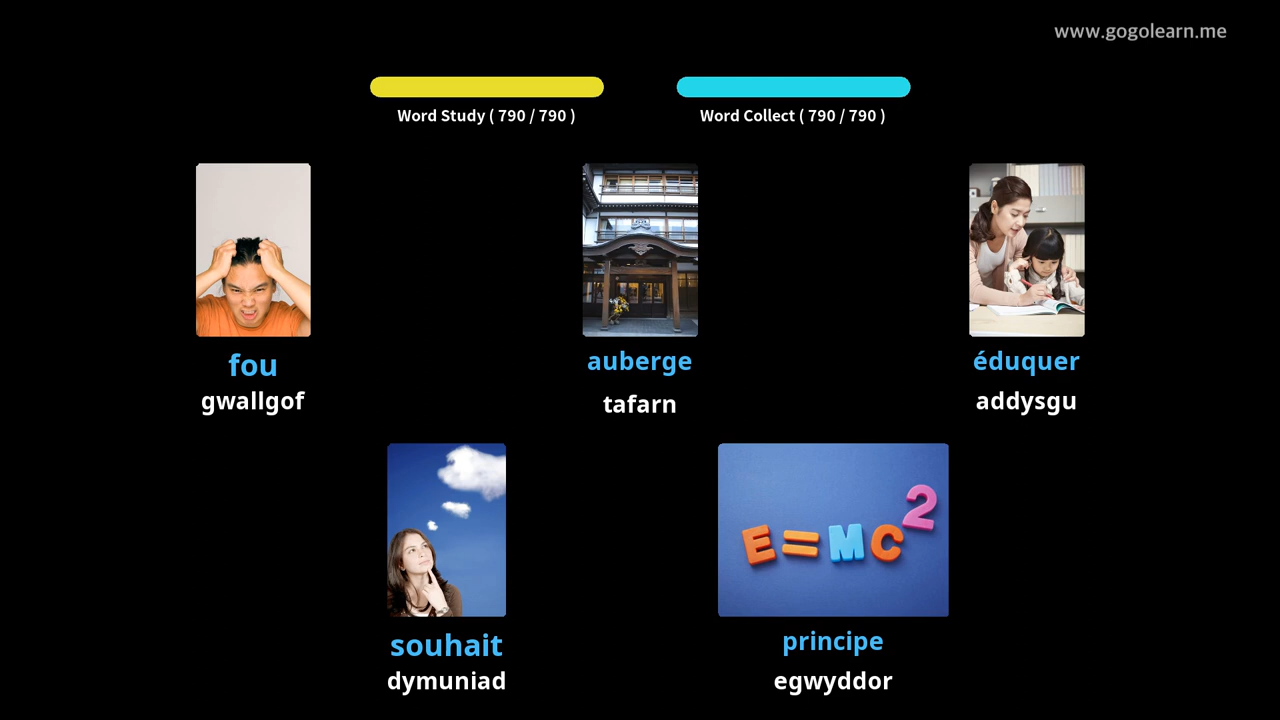 www.gogolearn.me
Word Study ( 790 / 790 )
Word Collect ( 790 / 790 )
fou
gwallgof
auberge
tafarn
éduquer
addysgu
E=MC2
souhait
dymuniad
principe
egwyddor